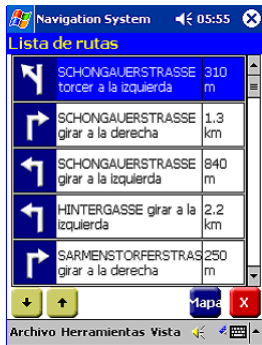 Navigation System 05:55
Lista de rutas
SCHONGAUERSTRASSE 310
torcer a la izquierda m
SCHONGAUERSTRASSE 1.3
girar a la derecha km
SCHONGAUERSTRASSE 840
girar a la izquierda m
HINTERGASSE girar a la 2.2
izquierda km
SARMENSTORFERSTRAS 250
girar a la derecha m
Mapa X
Archivo Herramientas Vista